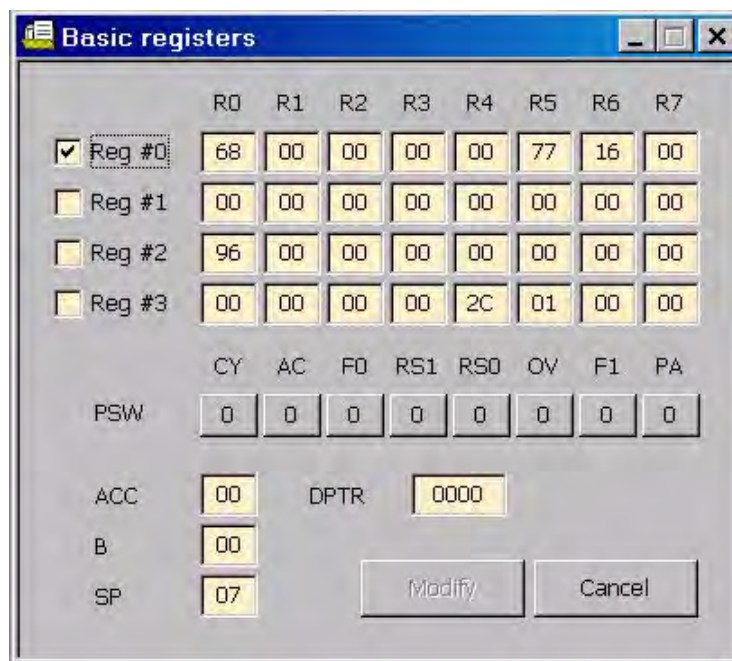 Basic registers
R0 R1 R2 R3 R4 R5 R6 R7
Reg #0 68 00 00 00 00 77 16 00
Reg #1 00 00 00 00 00 00 00 00
Reg #2 96 00 00 00 00 00 00 00
Reg #3 00 00 00 00 2C 01 00 00
CY AC F0 RS1 RS0 OV F1 PA
PSW 0 0 0 0 0 0 0 0
ACC 00 DPTR 0000
B 00
SP 07 Modify Cancel